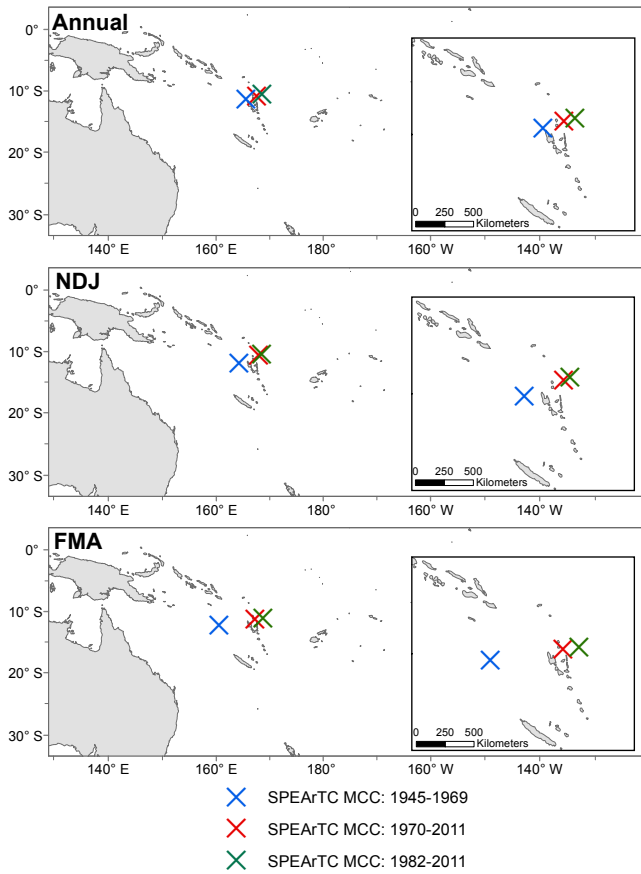 Annual
0°
10° S
20° S
30° S
0 250 500
Kilometers
140° E 160° E 180° 160° W 140° W
NDJ
0°
10° S
20° S
30° S
0 250 500
Kilometers
140° E 160° E 180° 160° W 140° W
FMA
0°
10° S
20° S
30° S
0 250 500
Kilometers
140° E 160° E 180° 160° W 140° W
SPEArTC MCC: 1945-1969
SPEArTC MCC: 1970-2011
SPEArTC MCC: 1982-2011